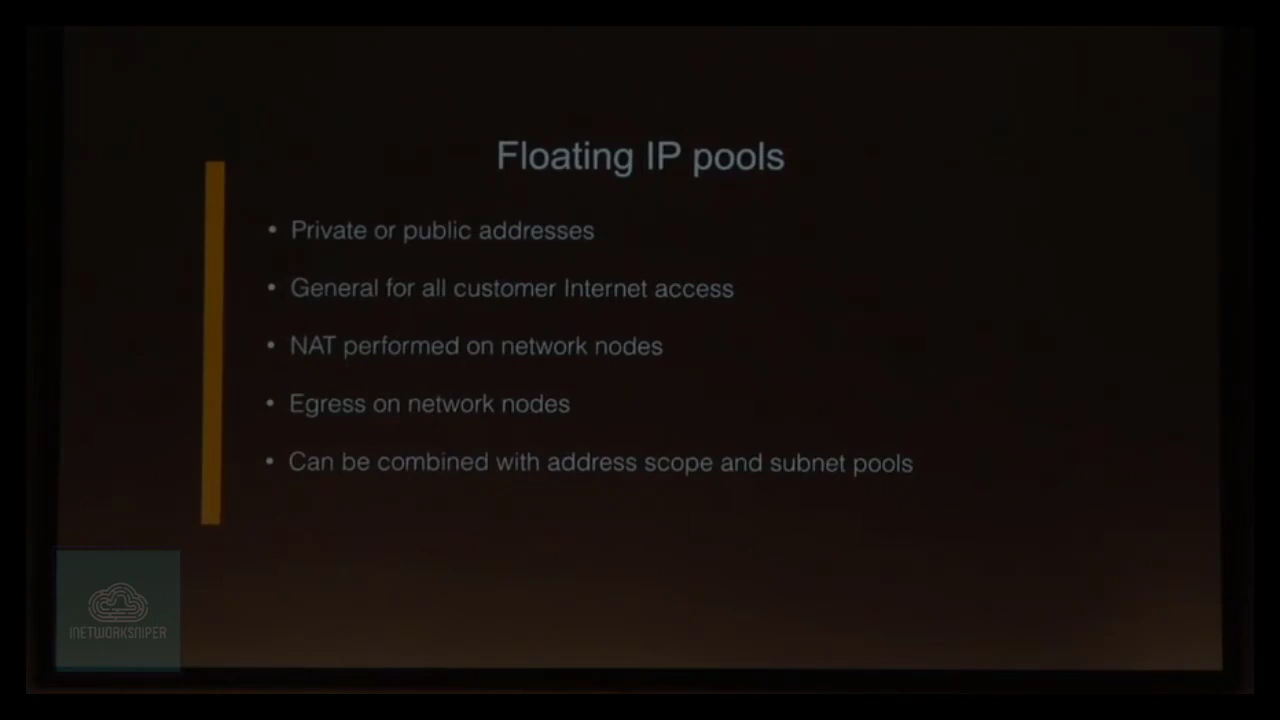 Floating IP pools
• Private or public addresses
• General for all customer Internet access
• NAT performed on network nodes
• Egress on network nodes
• Can be combined with address scope and subnet pools
INETWORKSNIPER